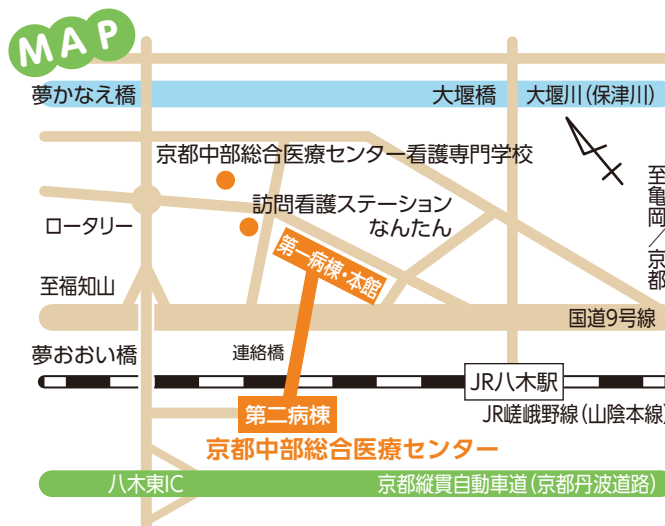 MAP
夢かなえ橋
大堰橋
大堰川(保津川)
京都中部総合医療センター看護専門学校
訪問看護ステーション
なんたん
至亀岡/京都
ロータリー
第一病棟・本館
至福知山
国道9号線
夢おおい橋
連絡橋
JR八木駅
第二病棟
JR嵯峨野線(山陰本線)
京都中部総合医療センター
八木東IC
京都縦貫自動車道(京都丹波道路)